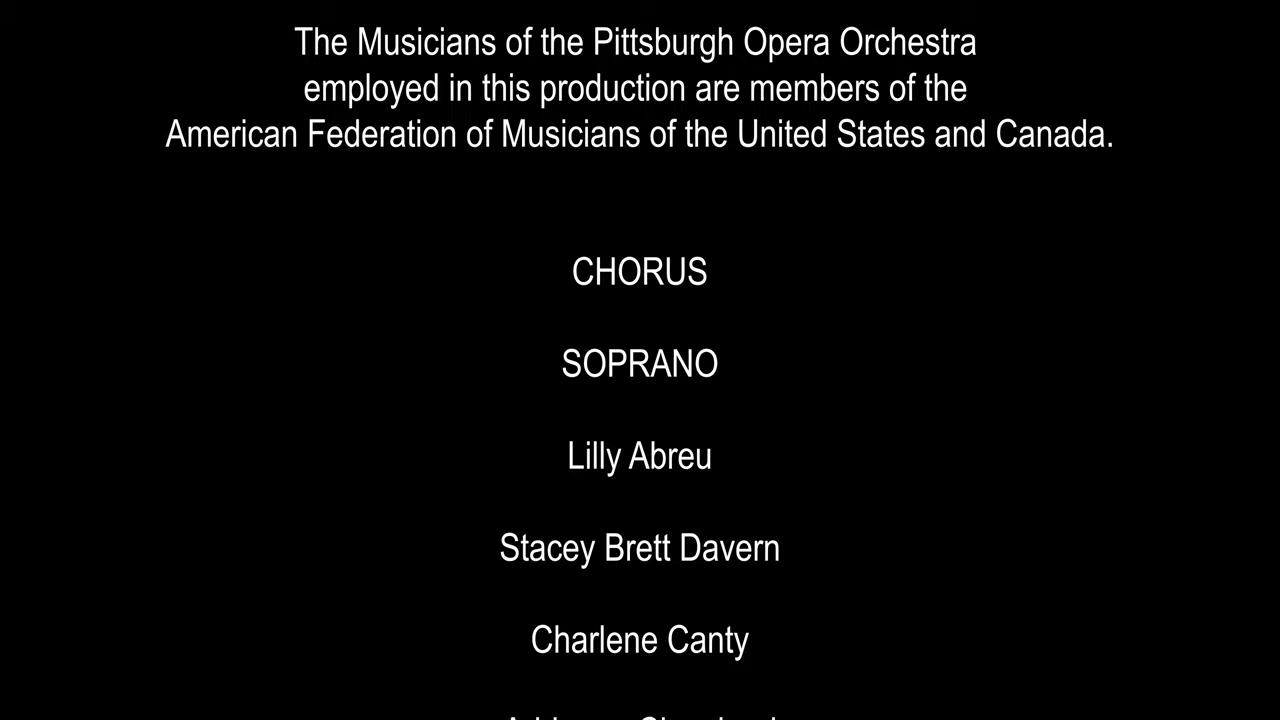 The Musicians of the Pittsburgh Opera Orchestra
employed in this production are members of the
American Federation of Musicians of the United States and Canada.
CHORUS
SOPRANO
Lilly Abreu
Stacey Brett Davern
Charlene Canty